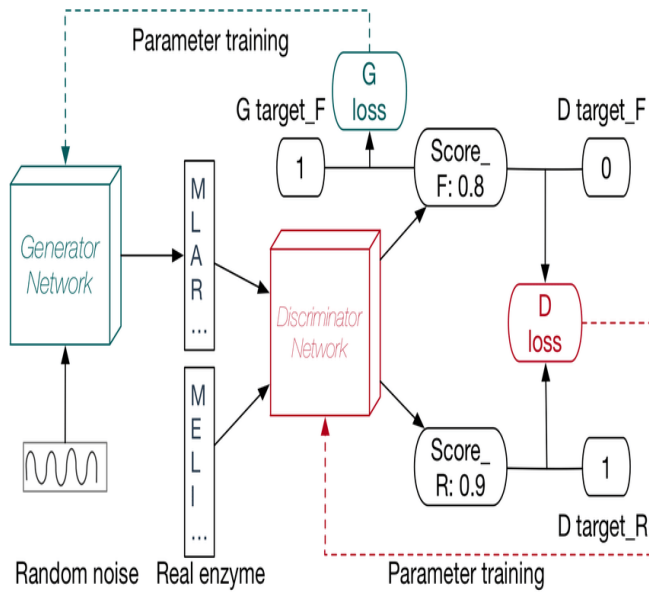 Parameter training
G
loss
G target_F
D target_F
1
Score_
F: 0.8
0
Generator
Network
M
L
A
R
...
Discriminator
Network
D
loss
M
E
L
I
...
Score_
R: 0.9
1
D target_R
Random noise
Real enzyme
Parameter training